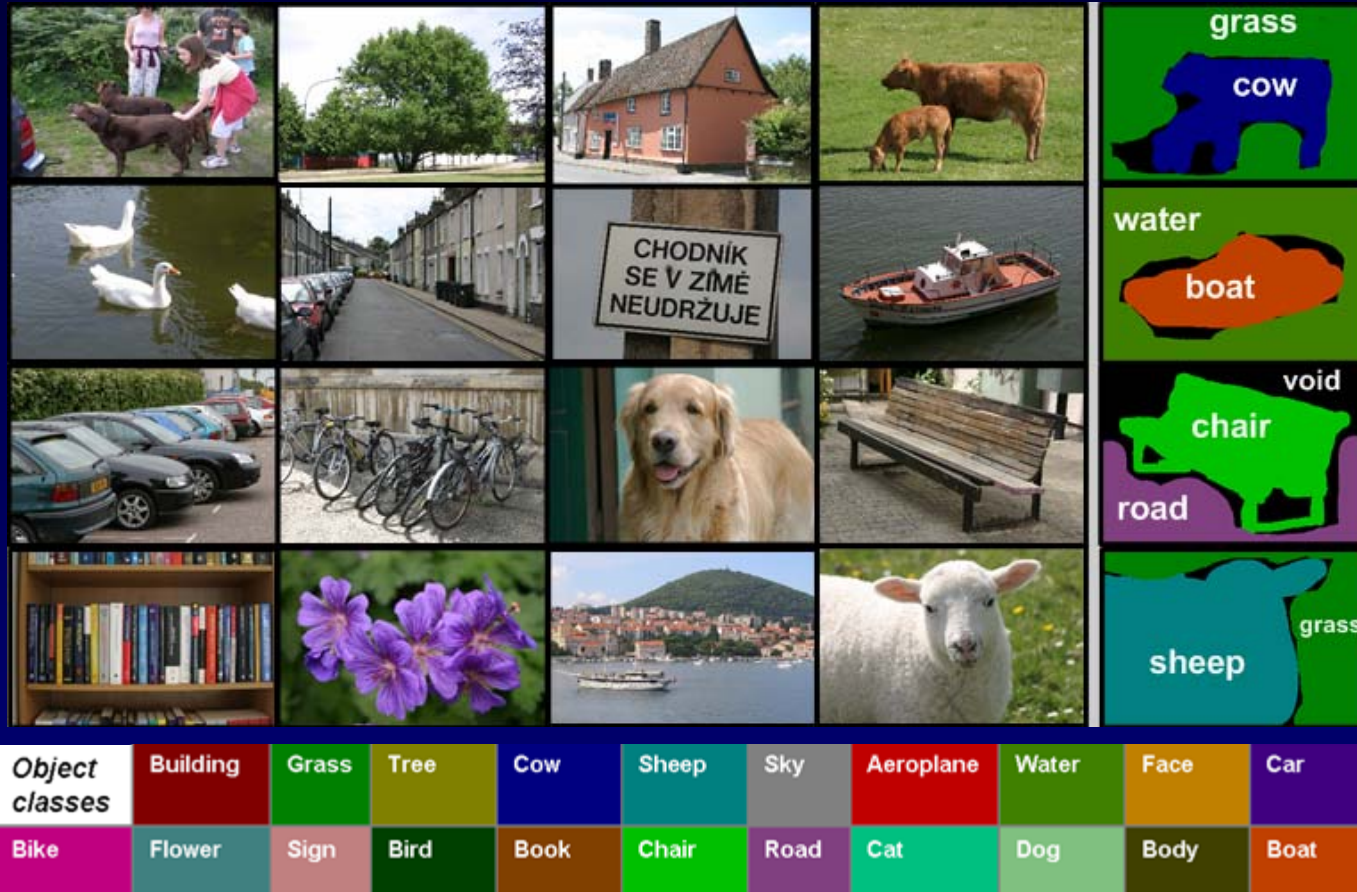 grass
cow
CHODNÍK
SE V ZIMĚ
NEUDRŽUJE
water
boat
void
chair
road
grass
sheep
Object classes
Building
Grass
Tree
Cow
Sheep
Sky
Aeroplane
Water
Face
Car
Bike
Flower
Sign
Bird
Book
Chair
Road
Cat
Dog
Body
Boat